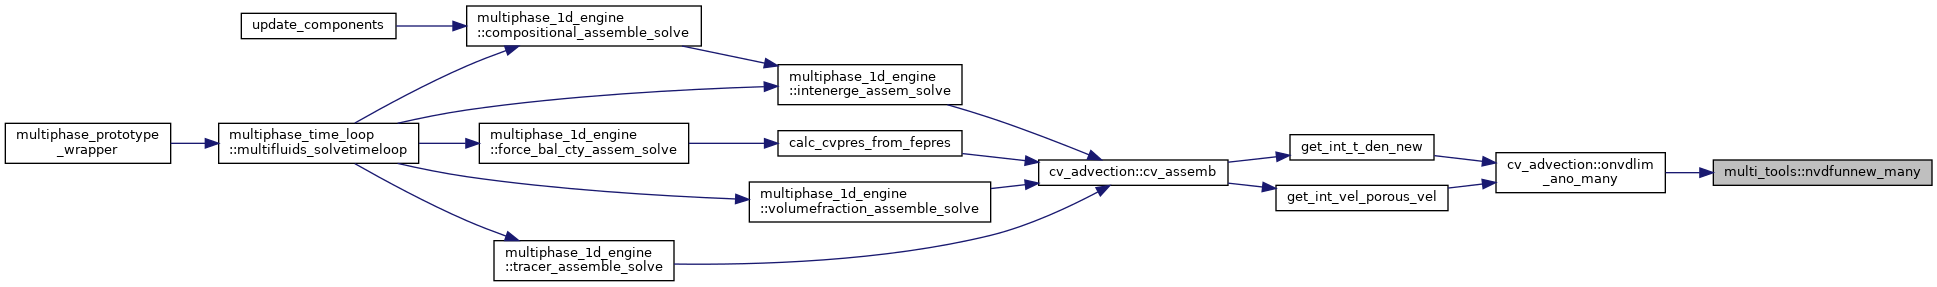 update_components
multiphase_1d_engine
::compositional_assemble_solve
multiphase_1d_engine
::intenerge_assem_solve
multiphase_prototype
_wrapper
multiphase_time_loop
::multifluids_solvetimeloop
multiphase_1d_engine
::force_bal_cty_assem_solve
calc_cvpres_from_fepres
multiphase_1d_engine
::volumefraction_assemble_solve
multiphase_1d_engine
::tracer_assemble_solve
cv_advection::cv_assemb
get_int_t_den_new
get_int_vel_porous_vel
cv_advection::onvdlim
_ano_many
multi_tools::nvdfunnew_many